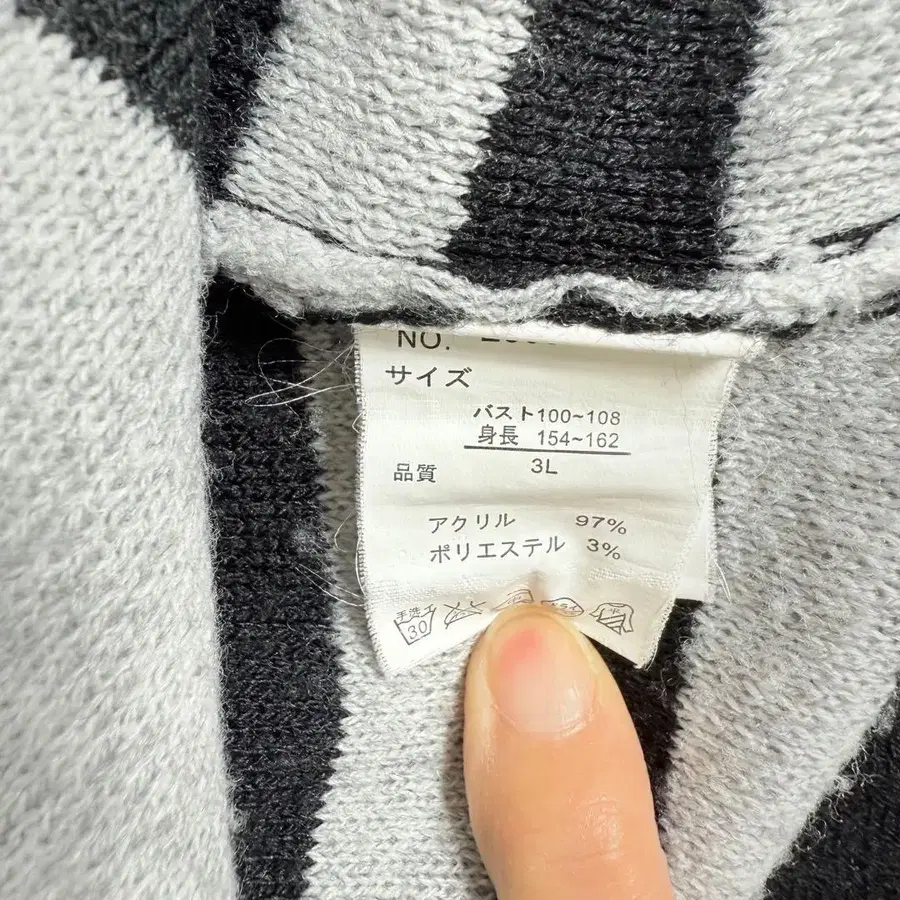 NO.
サイズ
バスト100~108
身長 154~162
3L
品質
アクリル 97%
ポリエステル 3%
手洗イ
30